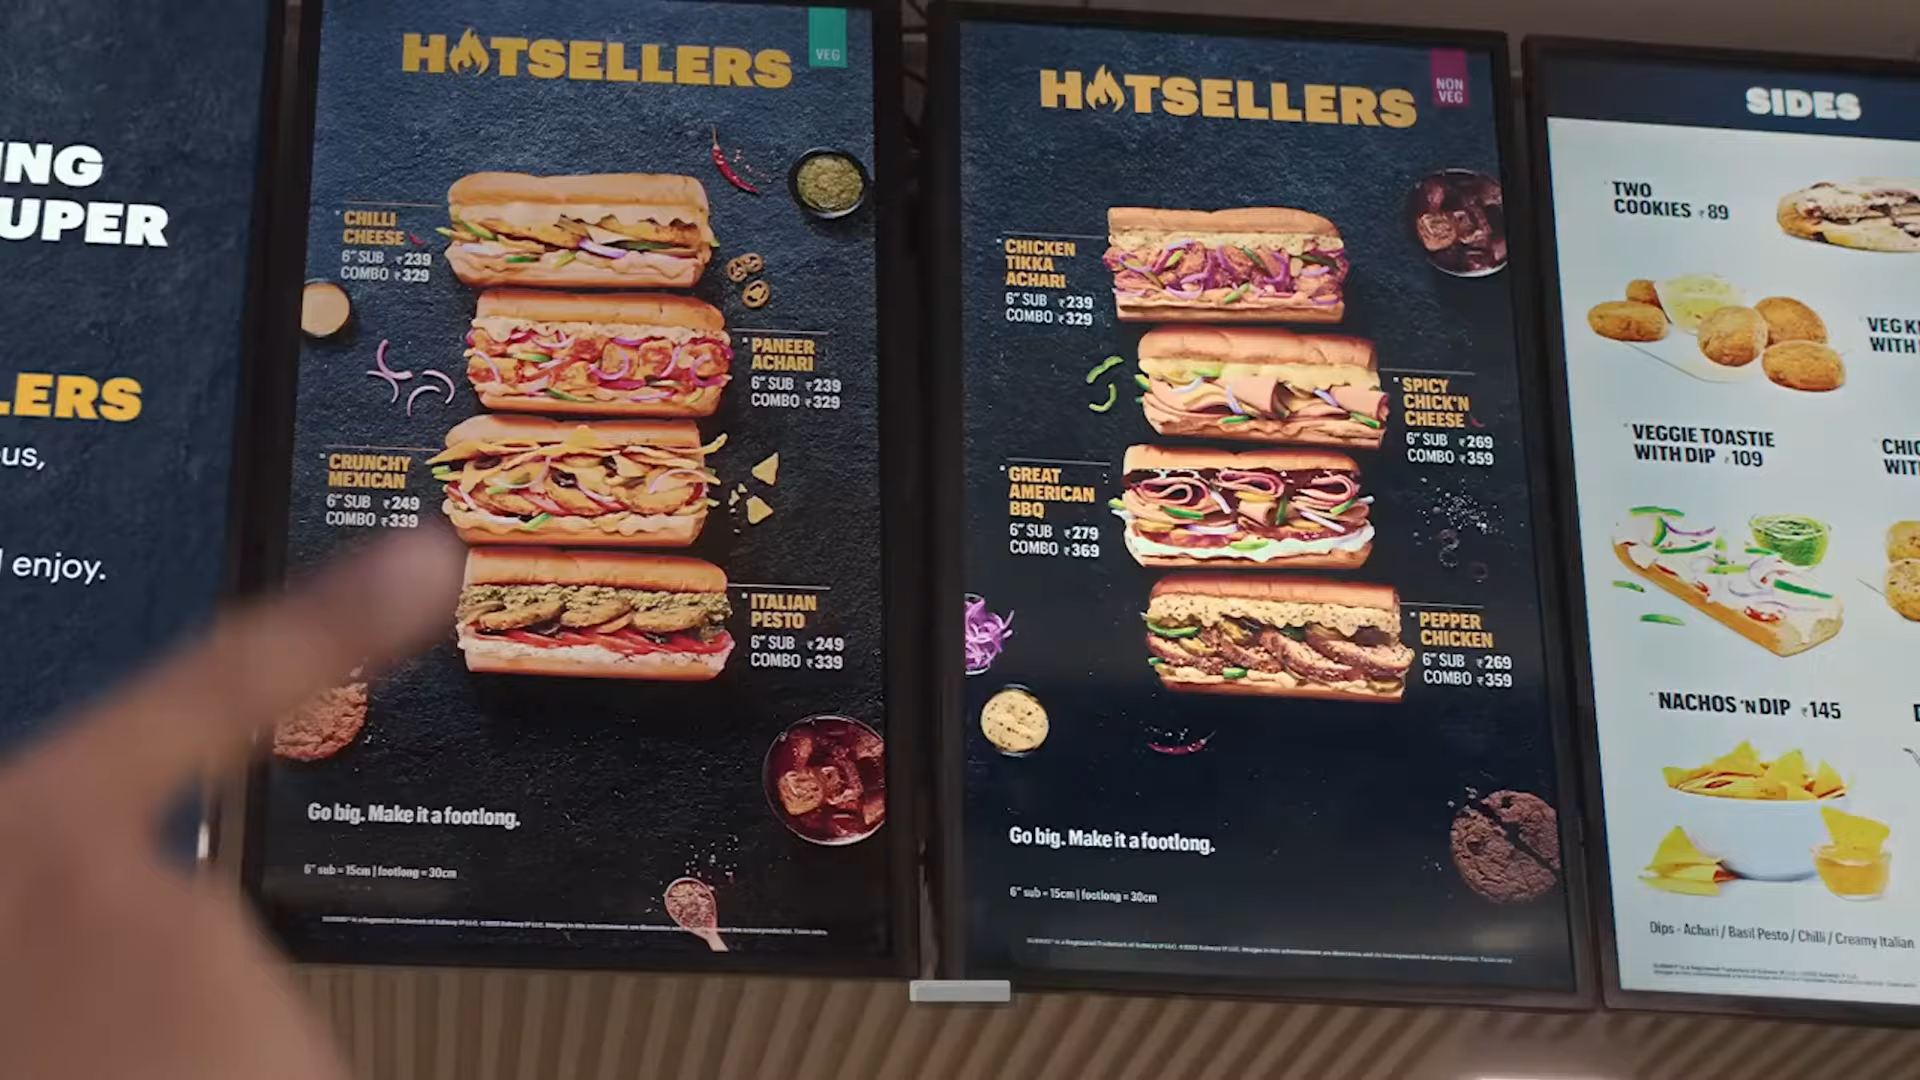 ING
UPER
LERS
ous,
enjoy.
HOTSELLERS
VEG
CHILLI
CHEESE
6" SUB ₹239
COMBO ₹329
PANEER
ACHARI
6" SUB ₹239
COMBO ₹329
CRUNCHY
MEXICAN
6" SUB ₹249
COMBO ₹339
ITALIAN
PESTO
6" SUB ₹249
COMBO ₹339
Go big. Make it a footlong.
6" sub = 15cm | footlong = 30cm
HOTSELLERS
NON
VEG
CHICKEN
TIKKA
ACHARI
6" SUB ₹239
COMBO ₹329
SPICY
CHICK'N
CHEESE
6" SUB ₹269
COMBO ₹359
GREAT
AMERICAN
BBQ
6" SUB ₹279
COMBO ₹369
PEPPER
CHICKEN
6" SUB ₹269
COMBO ₹359
Go big. Make it a footlong.
6" sub = 15cm | footlong = 30cm
SIDES
TWO
COOKIES ₹89
VEG K
WITH
VEGGIE TOASTIE
WITH DIP ₹109
CHIC
WIT
NACHOS 'N DIP ₹145
Dips - Achari / Basil Pesto / Chilli / Creamy Italian